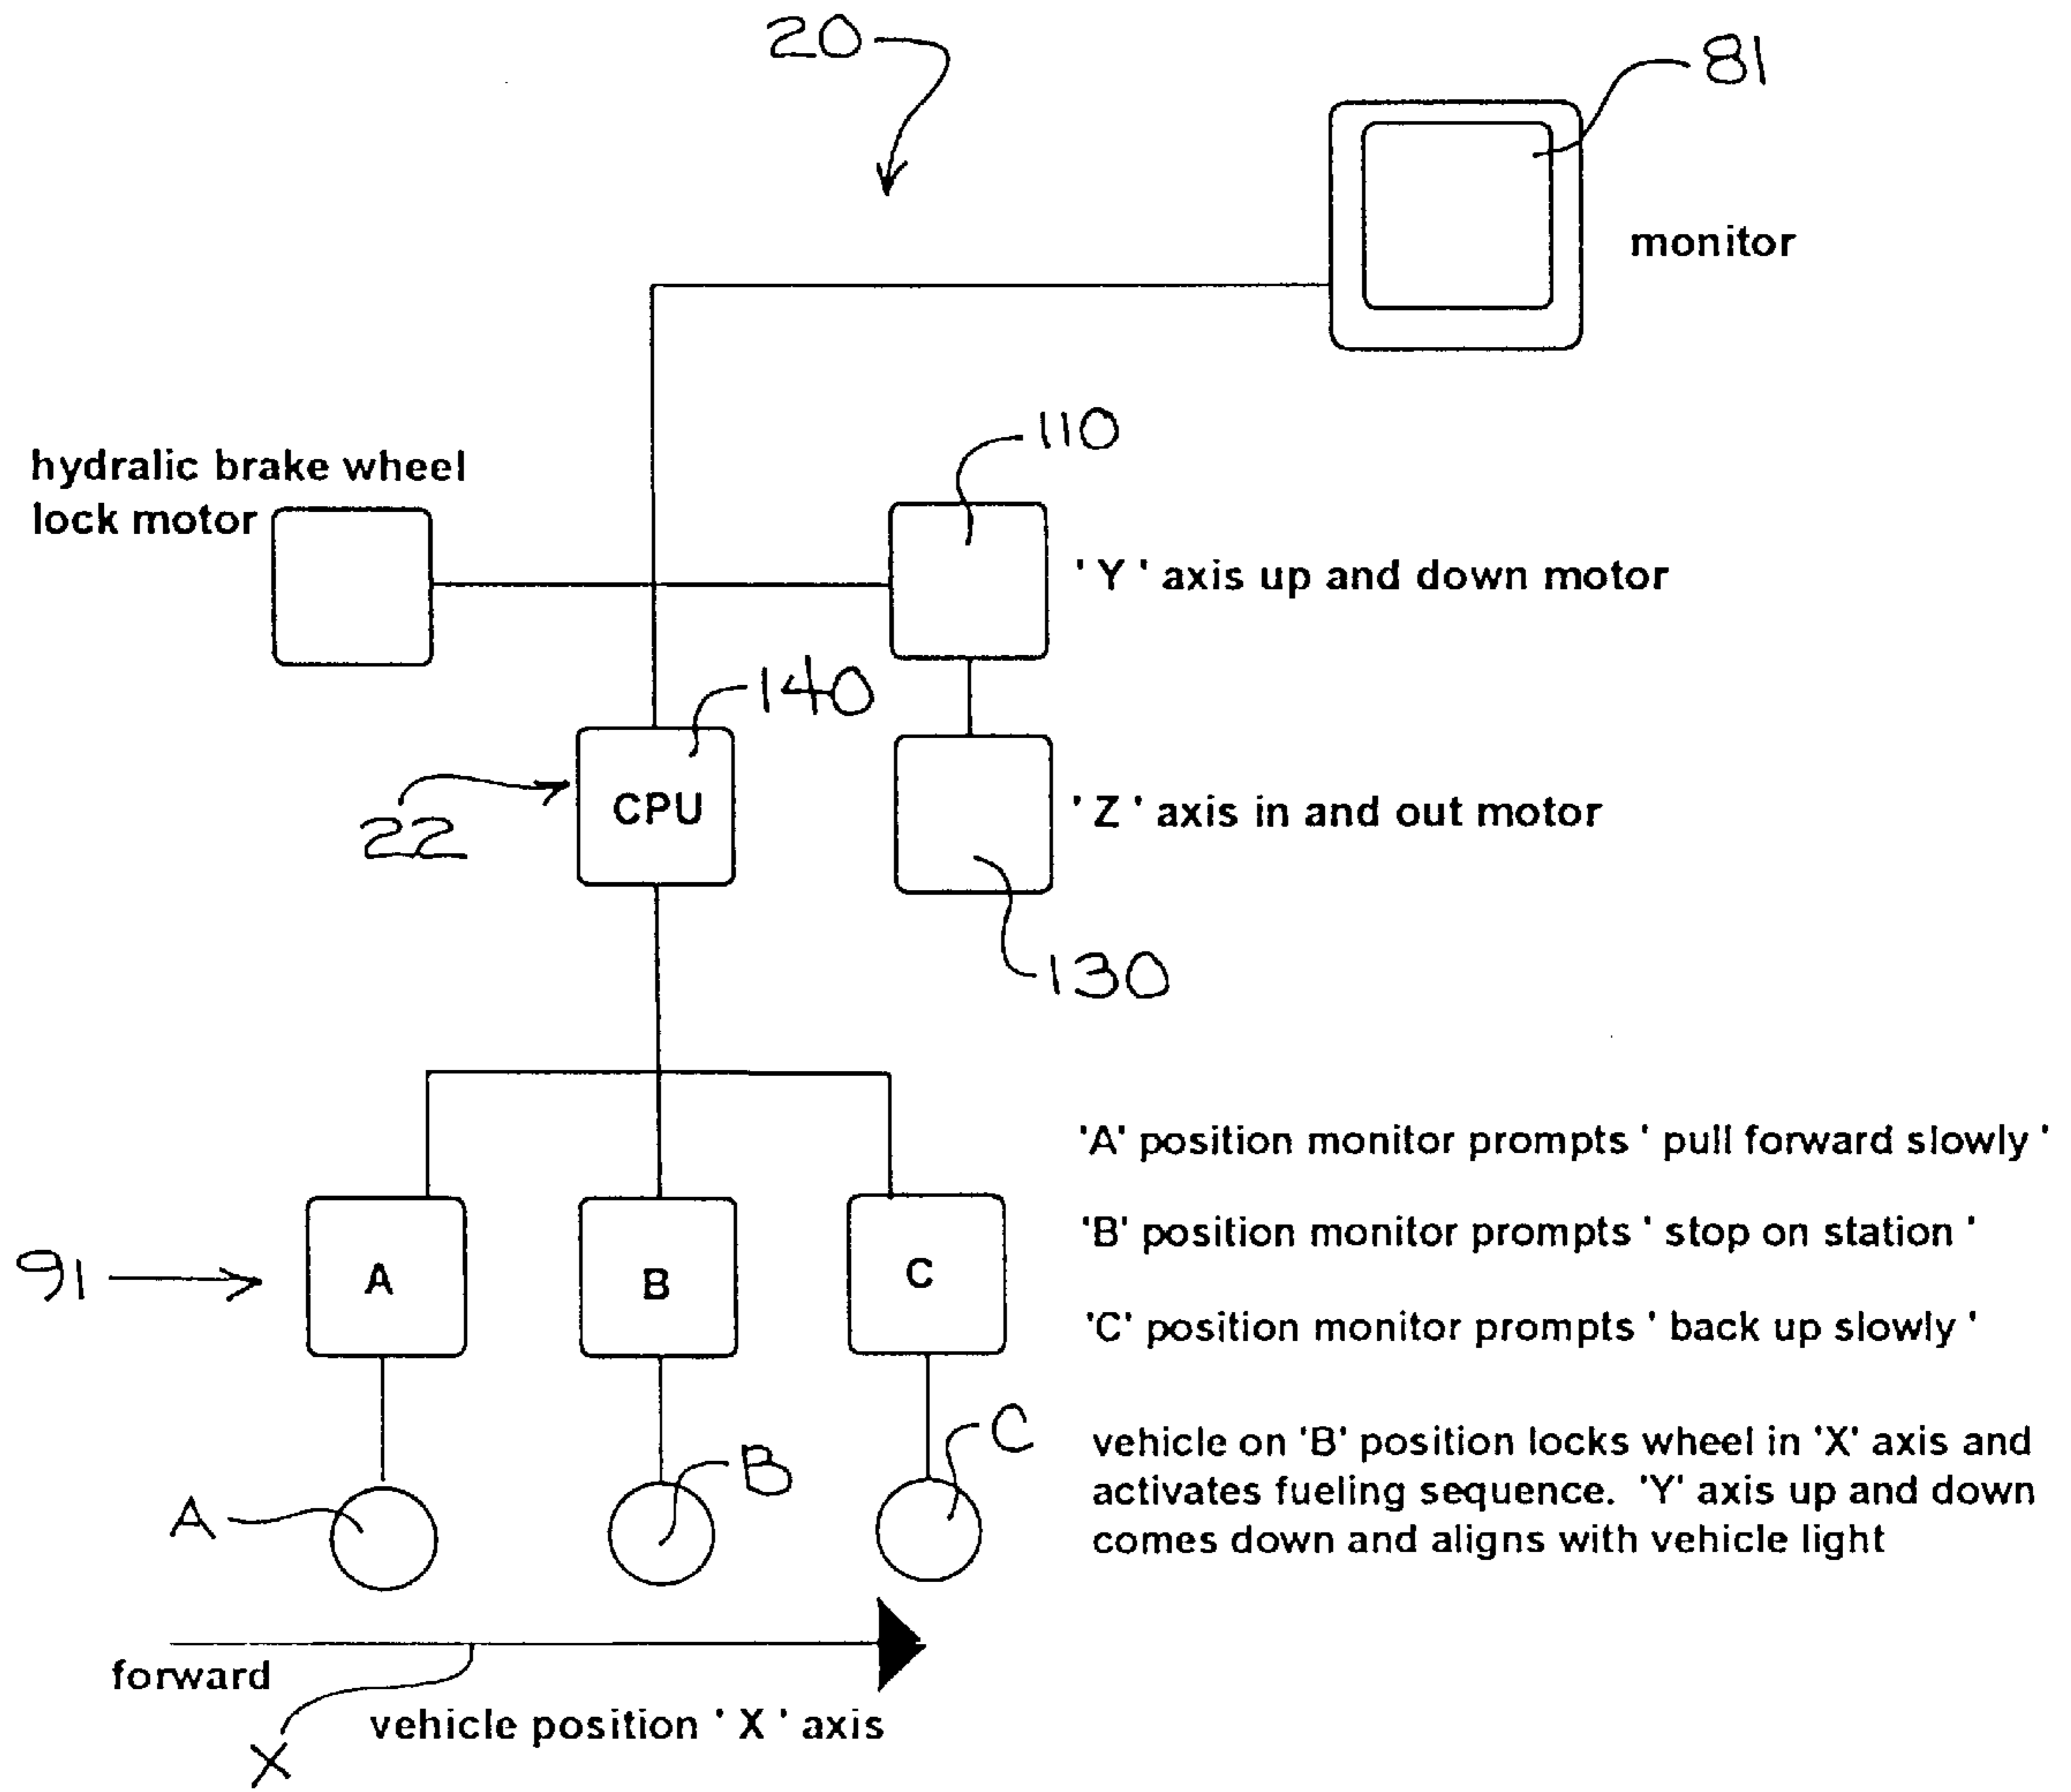 20
81
monitor
110
hydralic brake wheel
lock motor
' Y ' axis up and down motor
140
CPU
22
' Z ' axis in and out motor
130
'A' position monitor prompts ' pull forward slowly '
'B' position monitor prompts ' stop on station '
91
A
B
C
'C' position monitor prompts ' back up slowly '
C
B
A
vehicle on 'B' position locks wheel in 'X' axis and
activates fueling sequence. 'Y' axis up and down
comes down and aligns with vehicle light
forward
vehicle position ' X ' axis
X